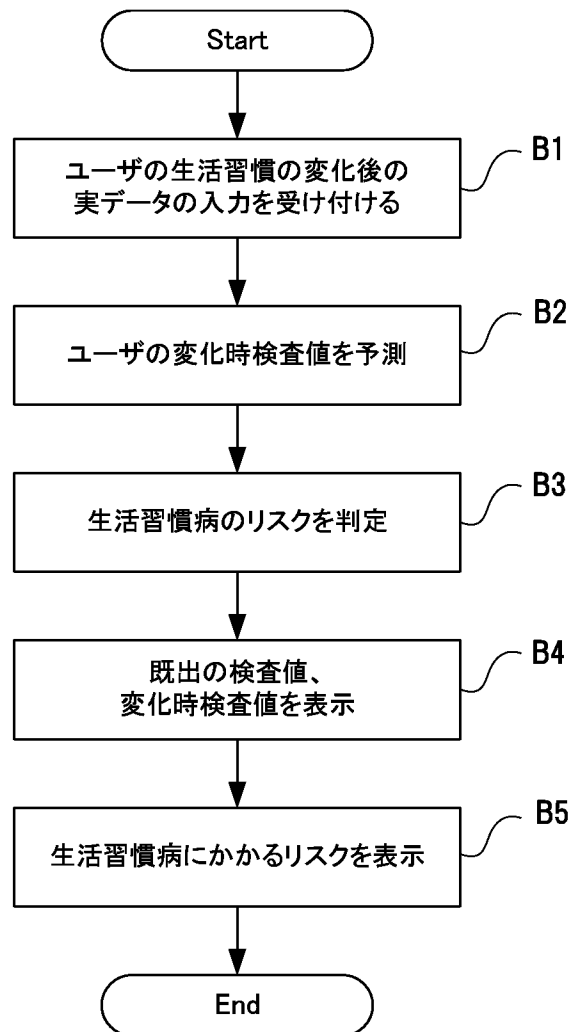 Start
ユーザの生活習慣の変化後の
実データの入力を受け付ける
B1
ユーザの変化時検査値を予測
B2
生活習慣病のリスクを判定
B3
既出の検査値、
変化時検査値を表示
B4
生活習慣病にかかるリスクを表示
B5
End